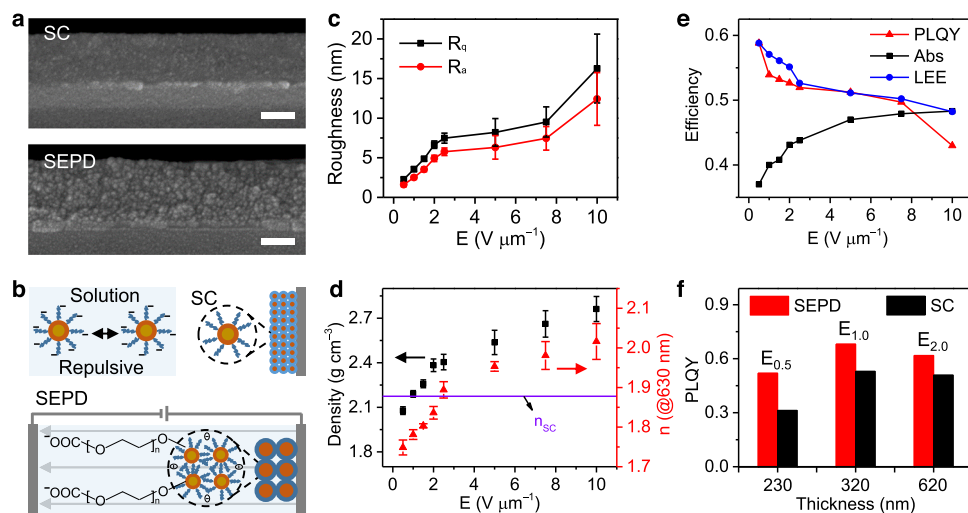 a
SC
SEPD
b
Solution
Repulsive
SC
SEPD
⁻OOC-[-O-]ₙ-O
⁻OOC-[-O-]ₙ-O
c
Roughness (nm)
25
20
15
10
5
0
R_q
R_a
0 2 4 6 8 10
E (V μm⁻¹)
d
Density (g cm⁻³)
2.7
2.4
2.1
1.8
n_SC
2.1
2.0
1.9
1.8
1.7
n (@630 nm)
0 2 4 6 8 10
E (V μm⁻¹)
e
Efficiency
0.6
0.5
0.4
PLQY
Abs
LEE
0 2 4 6 8 10
E (V μm⁻¹)
f
PLQY
0.9
0.6
0.3
0.0
SEPD SC
E₀.₅
E₁.₀
E₂.₀
230 320 620
Thickness (nm)